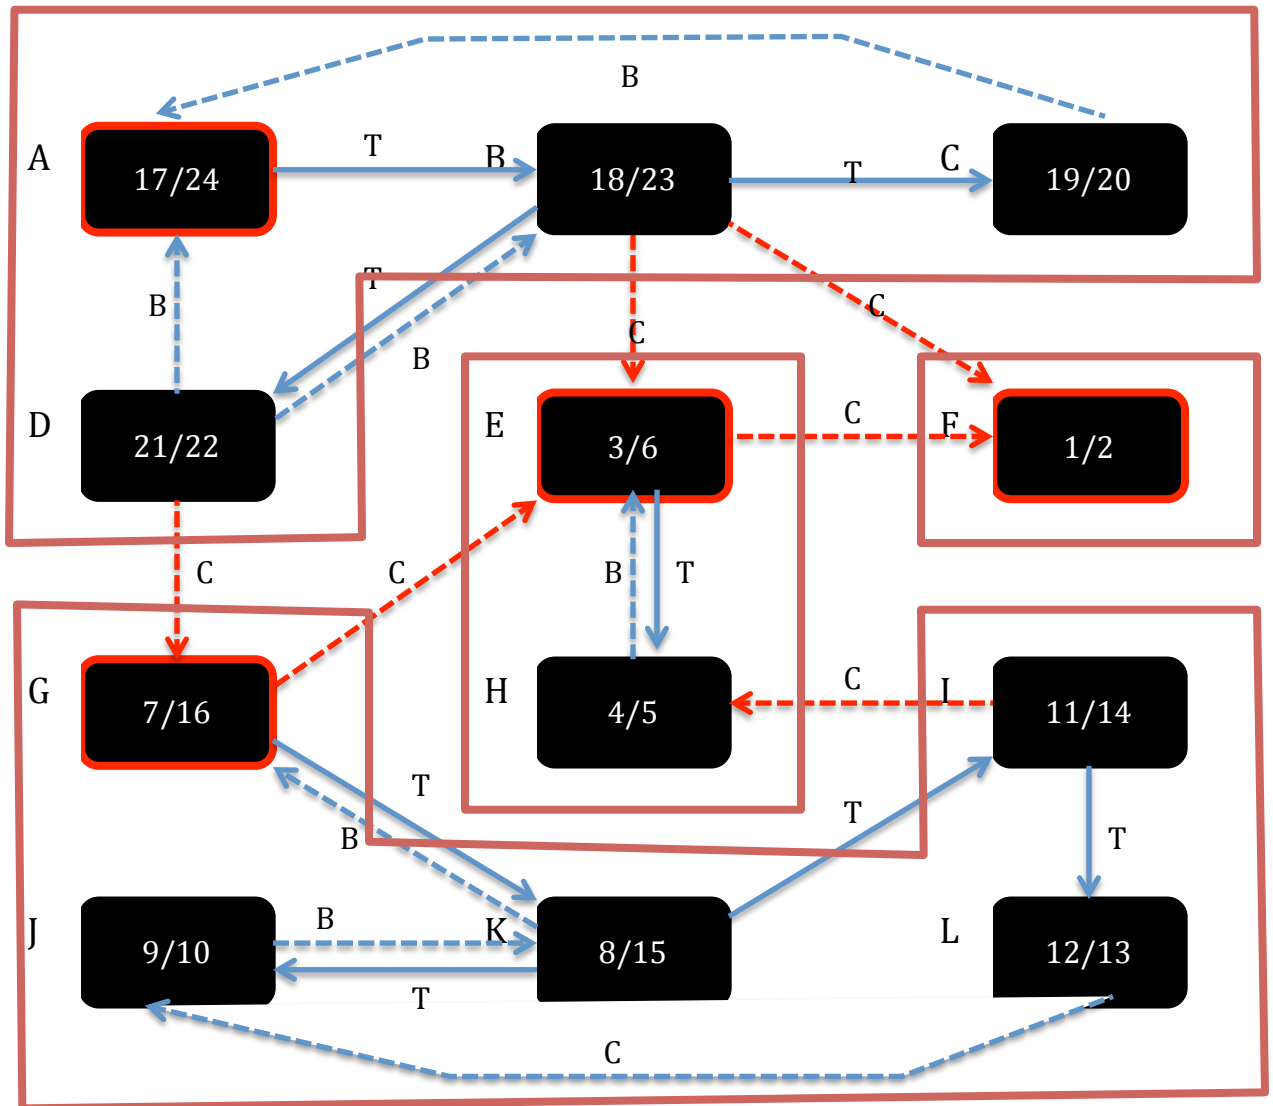 B
A 17/24 T B 18/23 T C 19/20
T
B C
B C
D 21/22 E 3/6 C F 1/2
C C B T
G 7/16 H 4/5 C I 11/14
T
B T T
J 9/10 B K 8/15 L 12/13
T
C